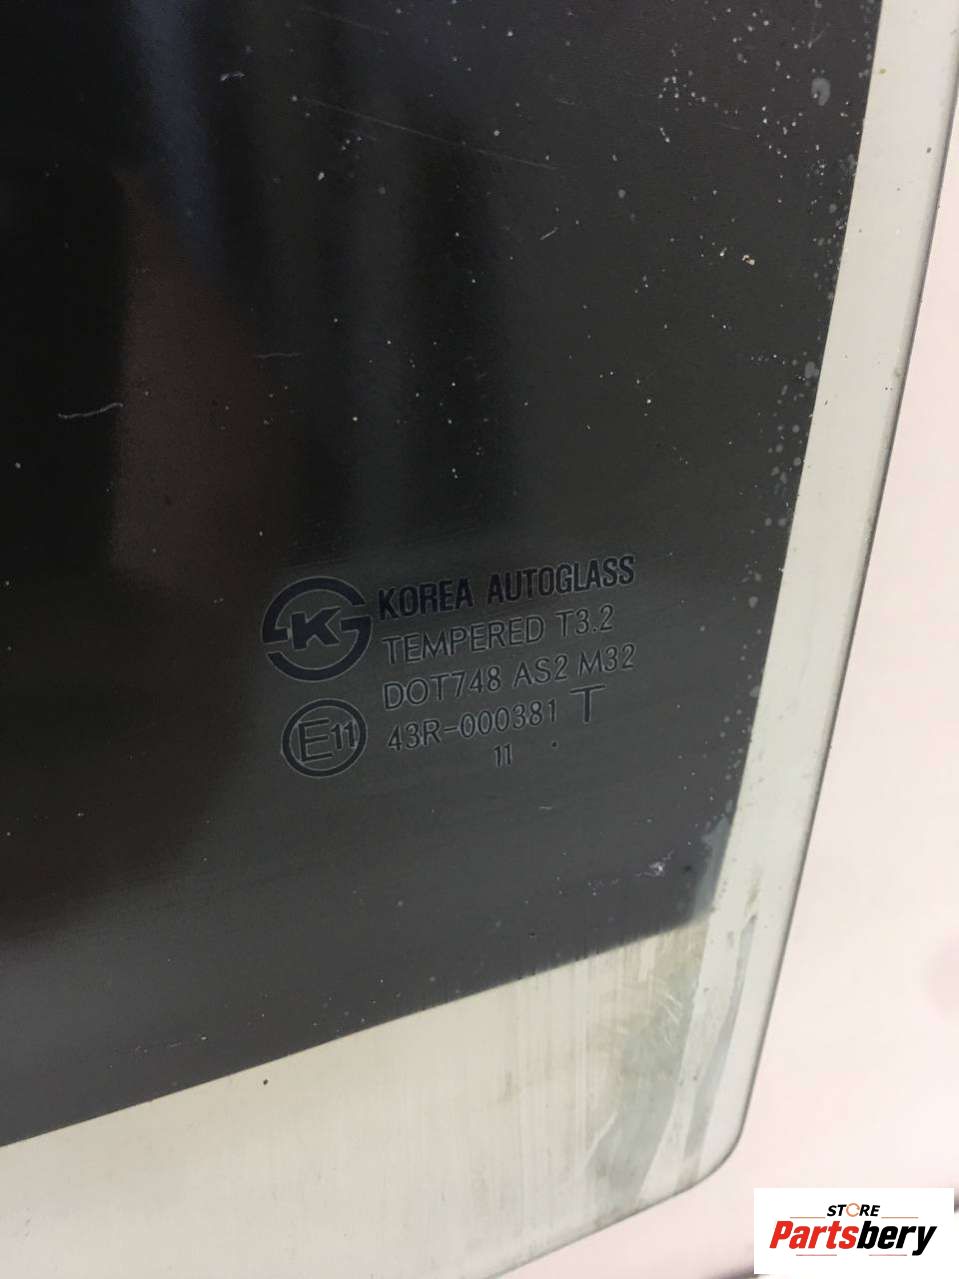 K
KOREA AUTOGLASS
TEMPERED T3.2
DOT748 AS2 M32
E11
43R-000381 T
11
STORE
Partsbery